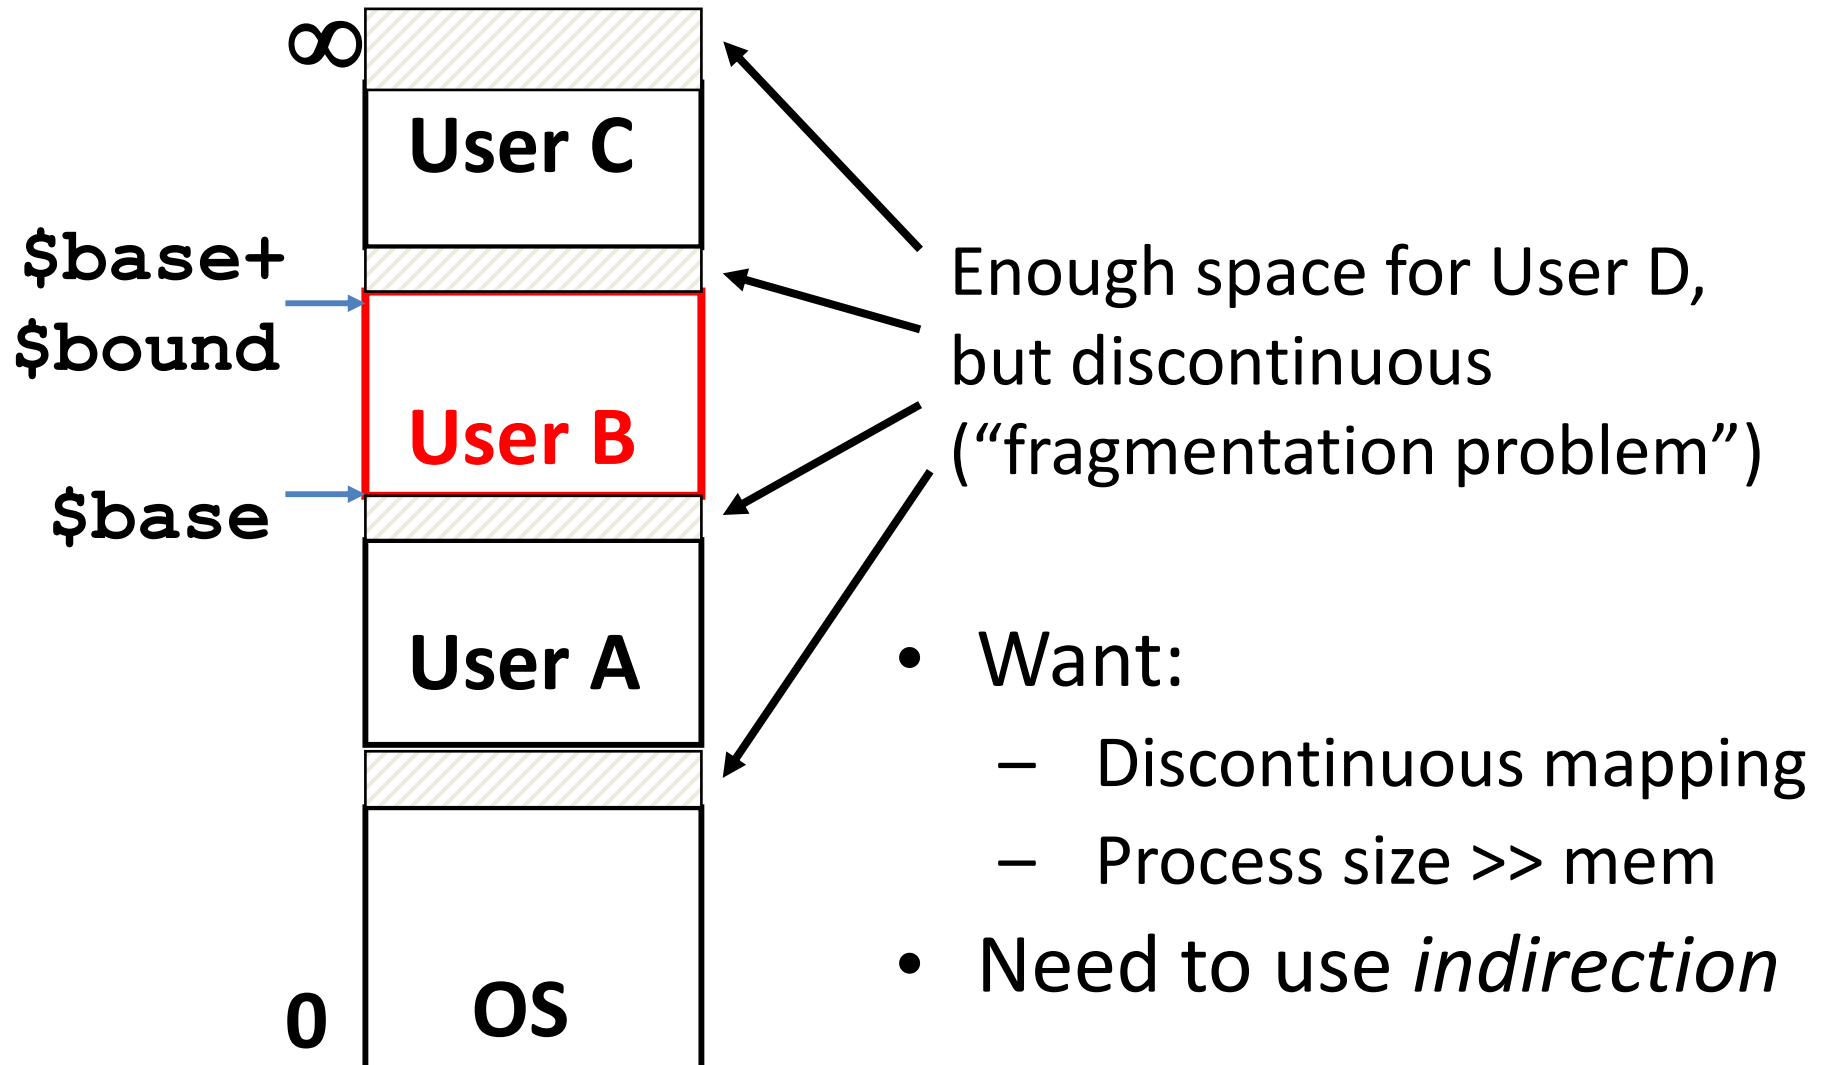 ∞
User C
$base+
$bound
User B
$base
User A
0
OS
Enough space for User D,
but discontinuous
(“fragmentation problem”)
• Want:
– Discontinuous mapping
– Process size >> mem
• Need to use indirection